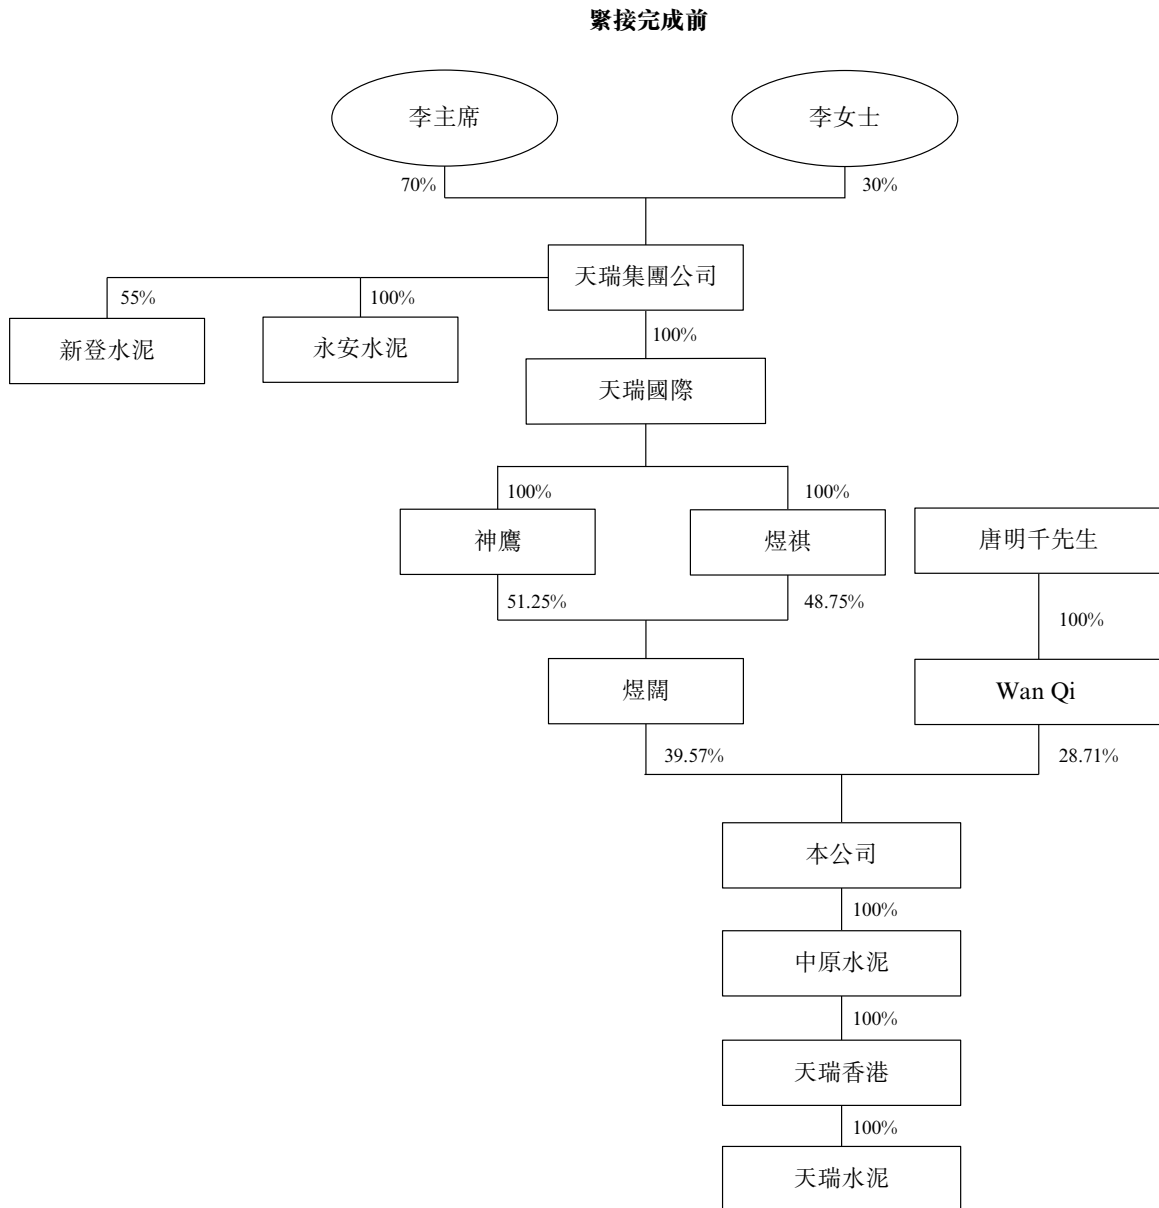 緊接完成前
李主席
李女士
70%
30%
天瑞集團公司
55%
100%
新登水泥
永安水泥
100%
天瑞國際
100%
100%
神鷹
煜祺
唐明千先生
51.25%
48.75%
100%
煜闊
Wan Qi
39.57%
28.71%
本公司
100%
中原水泥
100%
天瑞香港
100%
天瑞水泥